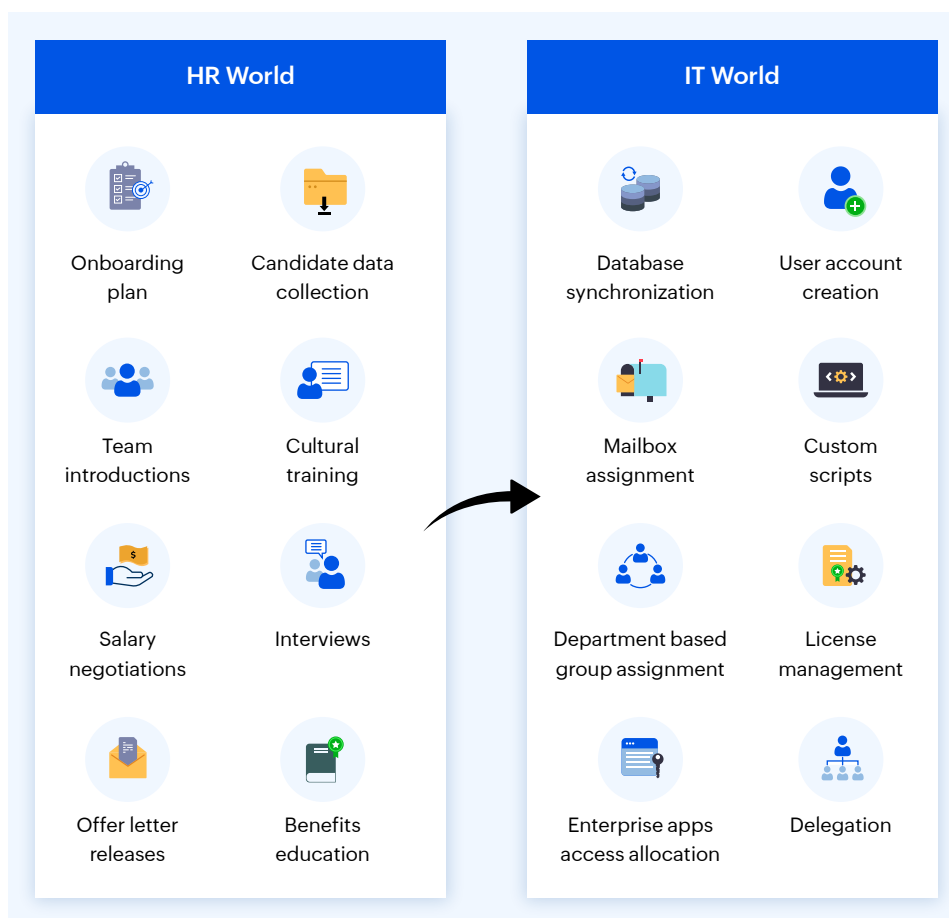 HR World
Onboarding
plan
Candidate data
collection
Team
introductions
Cultural
training
Salary
negotiations
Interviews
Offer letter
releases
Benefits
education
IT World
Database
synchronization
User account
creation
Mailbox
assignment
Custom
scripts
Department based
group assignment
License
management
Enterprise apps
access allocation
Delegation